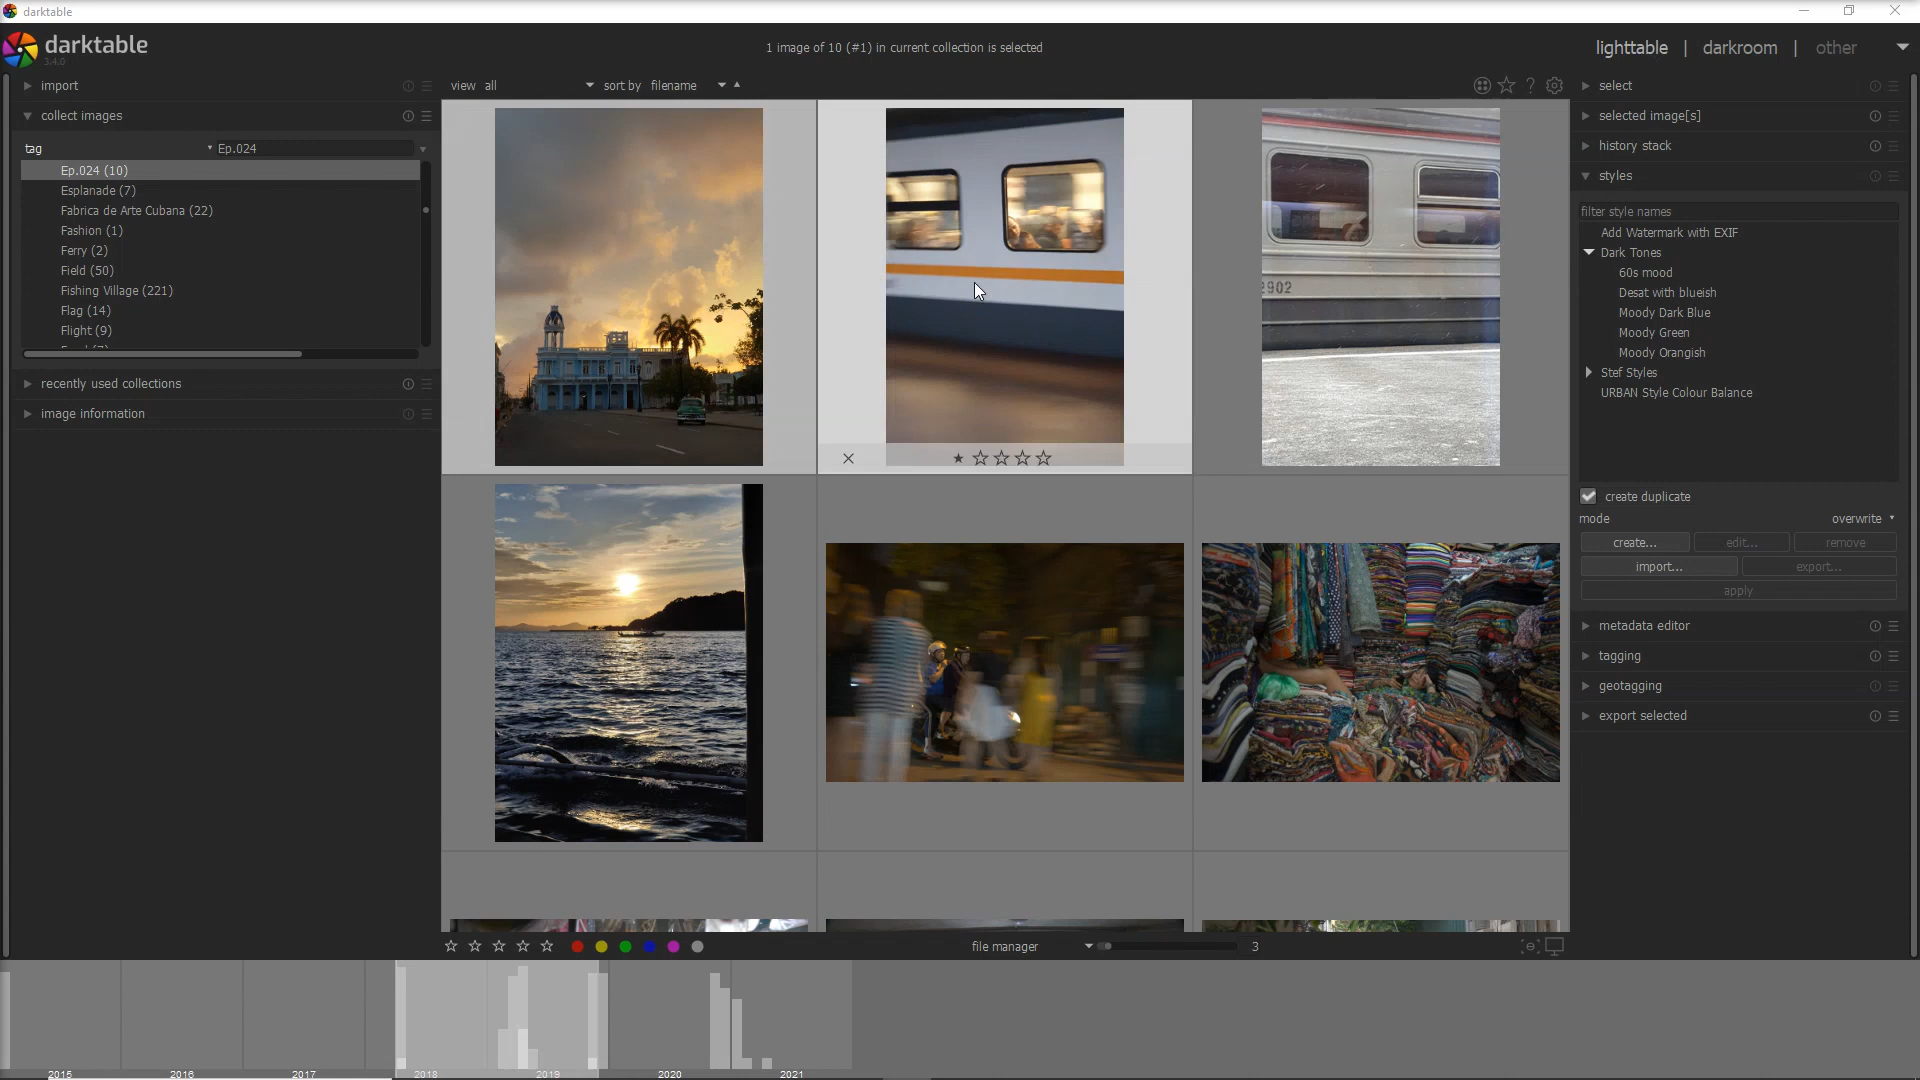 darktable
darktable
3.4.0
1 image of 10 (#1) in current collection is selected
lighttable | darkroom | other
import
collect images
tag
Ep.024
Ep.024 (10)
Esplanade (7)
Fabrica de Arte Cubana (22)
Fashion (1)
Ferry (2)
Field (50)
Fishing Village (221)
Flag (14)
Flight (9)
recently used collections
image information
view all sort by filename
?
2902
select
selected image[s]
history stack
styles
filter style names
Add Watermark with EXIF
Dark Tones
60s mood
Desat with blueish
Moody Dark Blue
Moody Green
Moody Orangish
Stef Styles
URBAN Style Colour Balance
create duplicate
mode overwrite
create... edit... remove
import... export...
apply
metadata editor
tagging
geotagging
export selected
file manager 3
2015 2016 2017 2018 2019 2020 2021